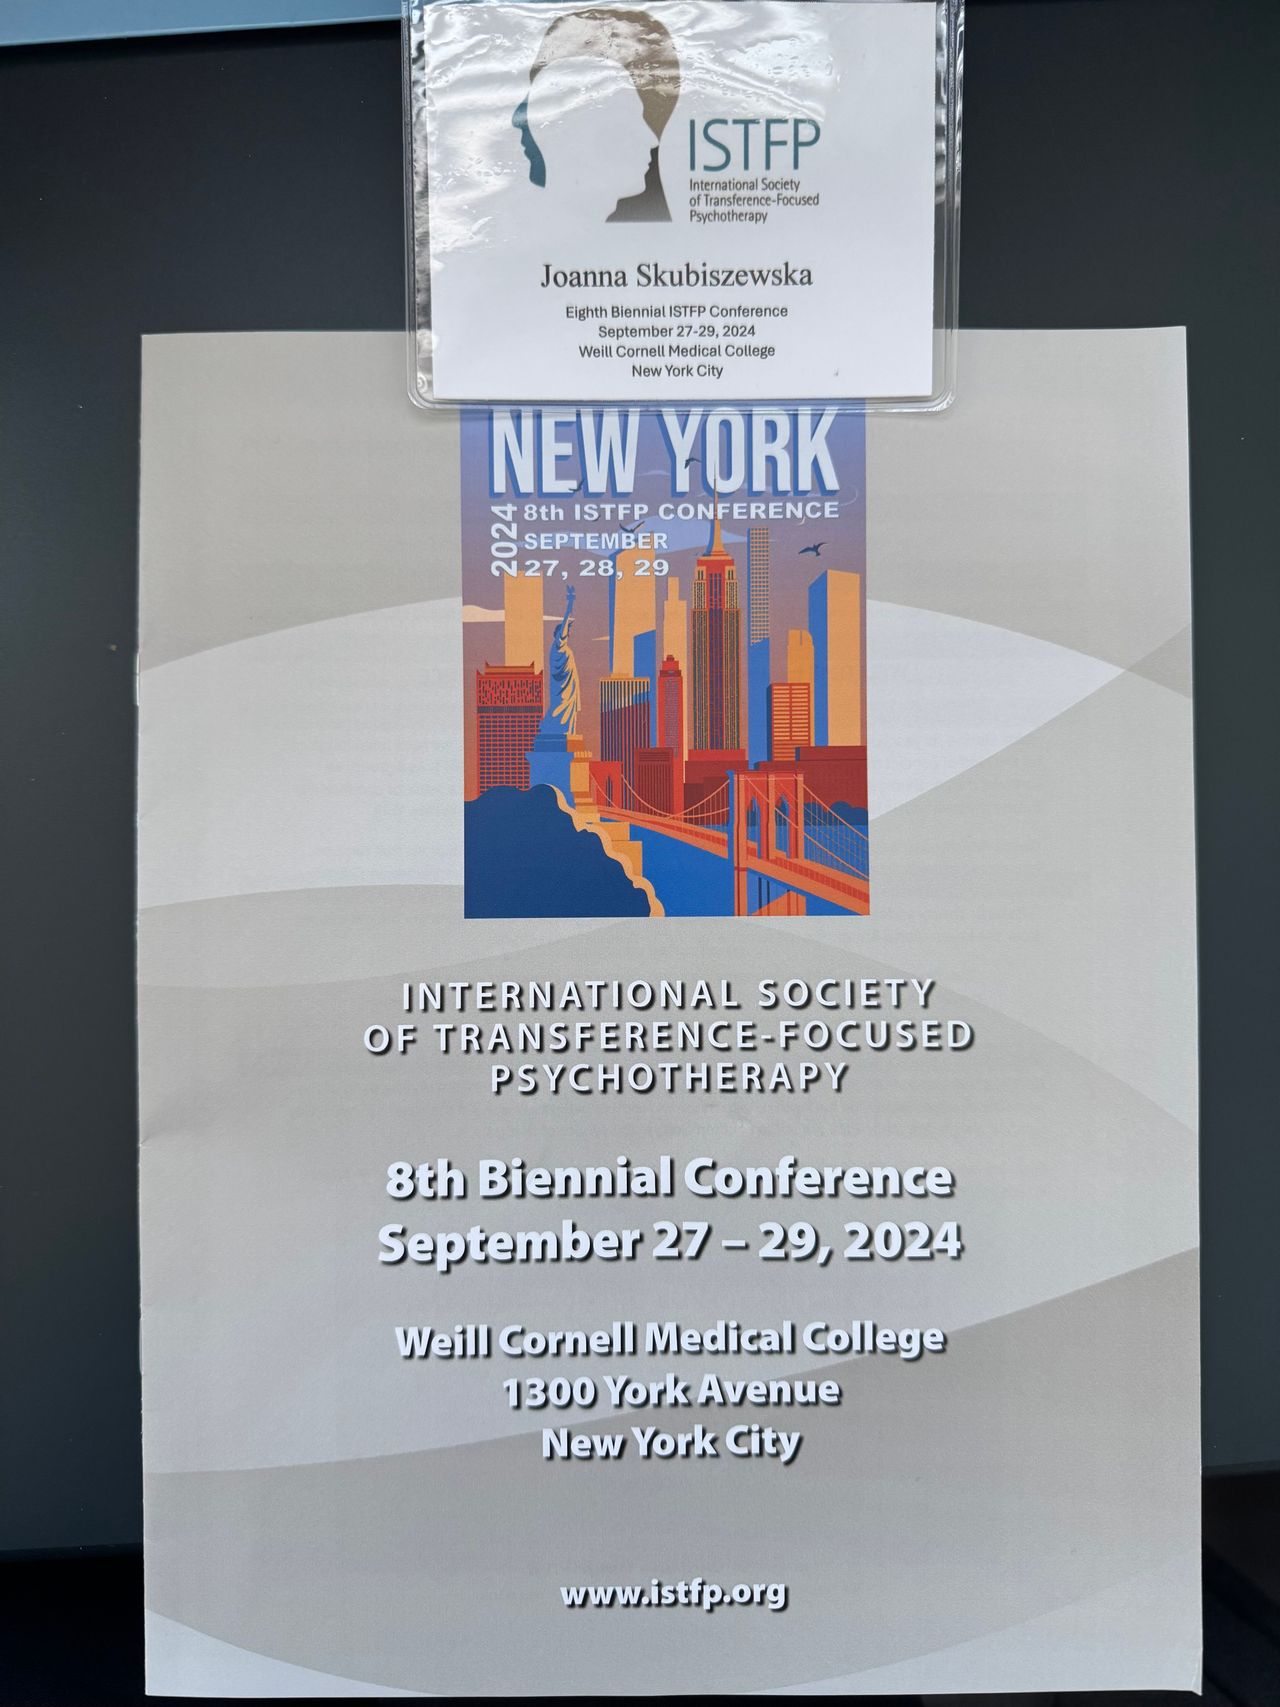 ISTFP
International Society
of Transference-Focused
Psychotherapy
Joanna Skubiszewska
Eighth Biennial ISTFP Conference
September 27-29, 2024
Weill Cornell Medical College
New York City
NEW YORK
2024
8th ISTFP CONFERENCE
SEPTEMBER
27, 28, 29
INTERNATIONAL SOCIETY
OF TRANSFERENCE-FOCUSED
PSYCHOTHERAPY
8th Biennial Conference
September 27 – 29, 2024
Weill Cornell Medical College
1300 York Avenue
New York City
www.istfp.org